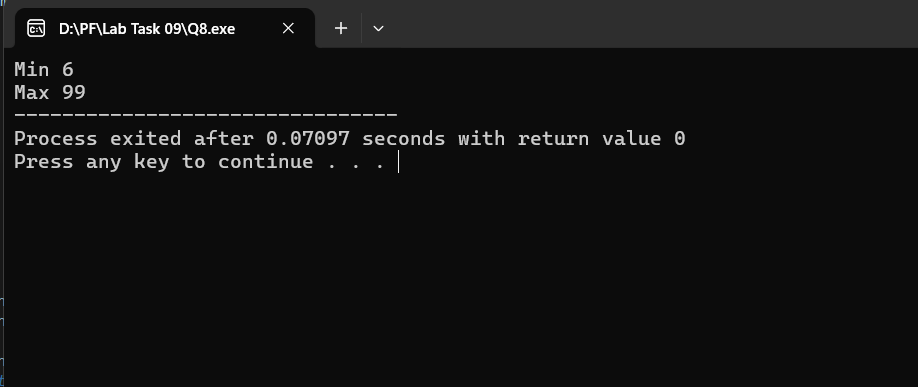 D:\PF\Lab Task 09\Q8.exe
Min 6
Max 99
--------------------------------
Process exited after 0.07097 seconds with return value 0
Press any key to continue . . .